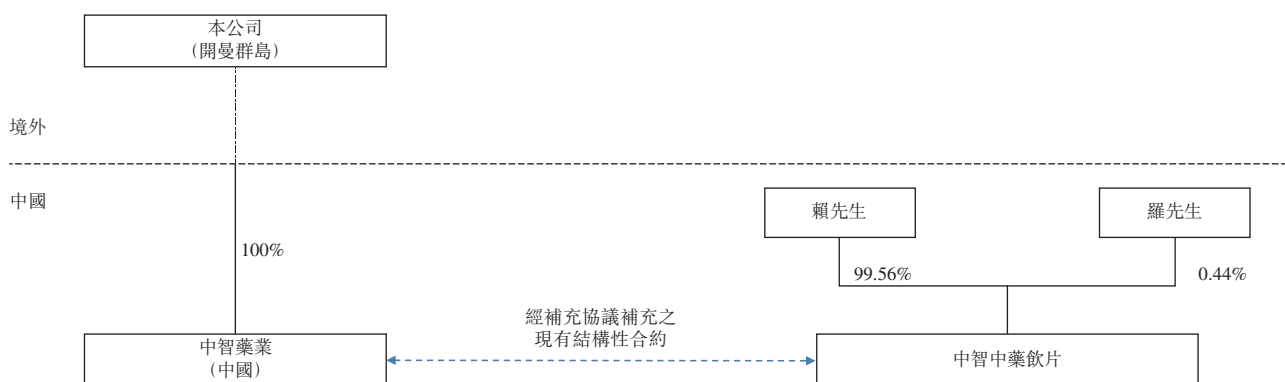 本公司
(開曼群島)
境外
中國
賴先生
羅先生
100%
99.56%
0.44%
經補充協議補充之
現有結構性合約
中智藥業
(中國)
中智中藥飲片